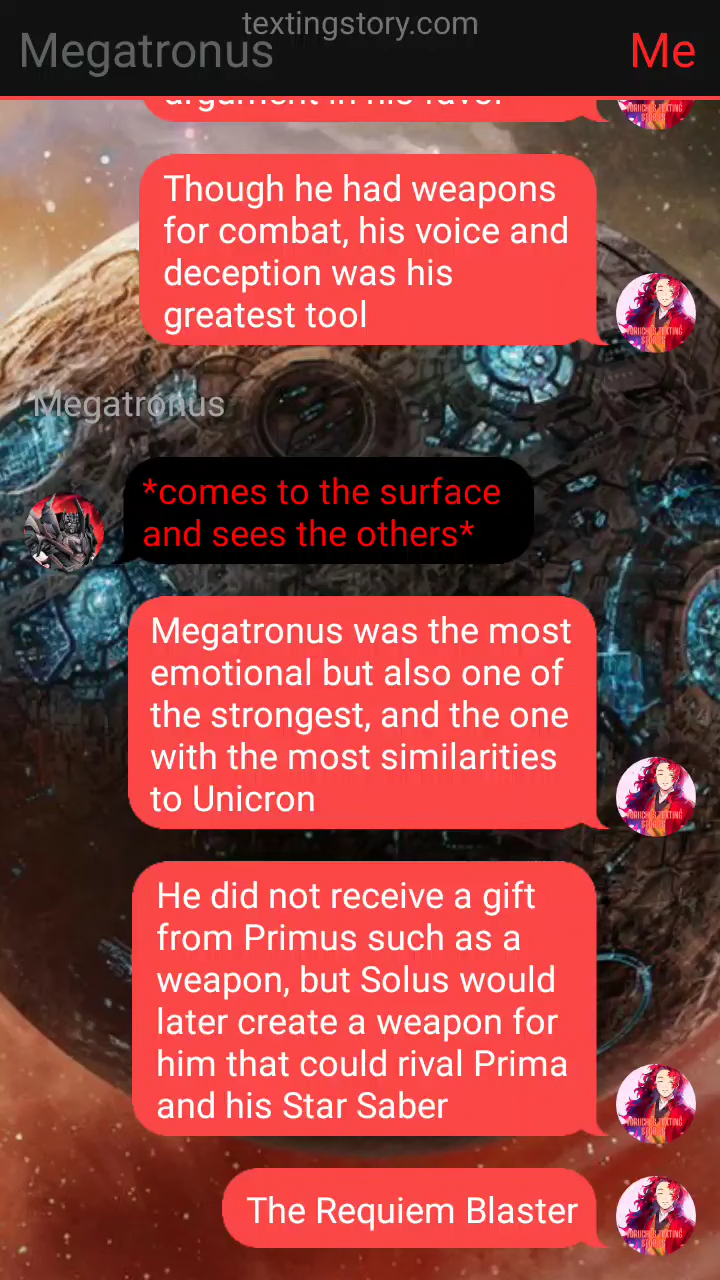 textingstory.com
Megatronus
Me
argument in his favor
Though he had weapons
for combat, his voice and
deception was his
greatest tool
Megatronus
*comes to the surface
and sees the others*
Megatronus was the most
emotional but also one of
the strongest, and the one
with the most similarities
to Unicron
He did not receive a gift
from Primus such as a
weapon, but Solus would
later create a weapon for
him that could rival Prima
and his Star Saber
The Requiem Blaster